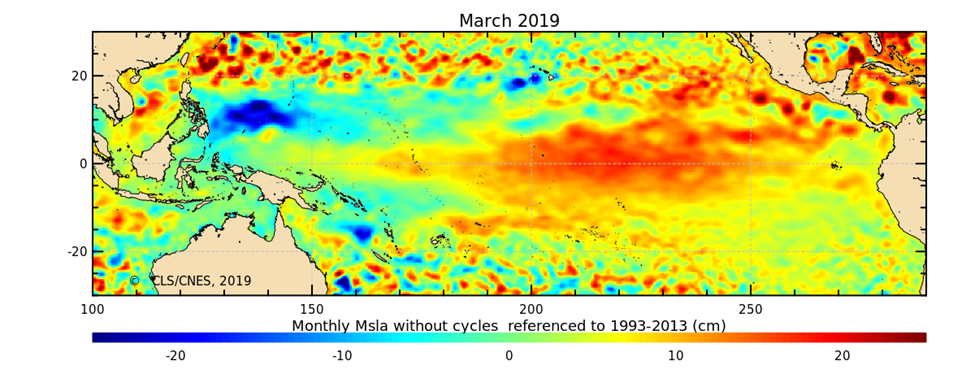 March 2019
20
0
-20
© CLS/CNES, 2019
100 150 200 250
Monthly Msla without cycles referenced to 1993-2013 (cm)
-20 -10 0 10 20